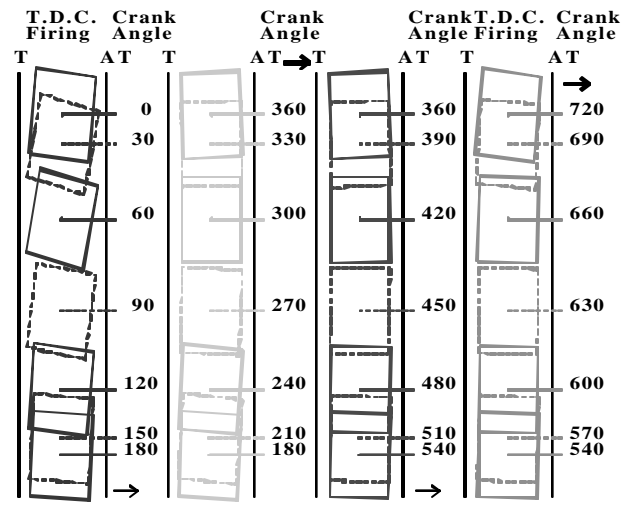 T.D.C. Firing
Crank Angle
Crank Angle
Crank Angle
T.D.C. Firing
Crank Angle
T AT T AT T AT T AT
0 360 360 720
30 330 390 690
60 300 420 660
90 270 450 630
120 240 480 600
150 210 510 570
180 180 540 540